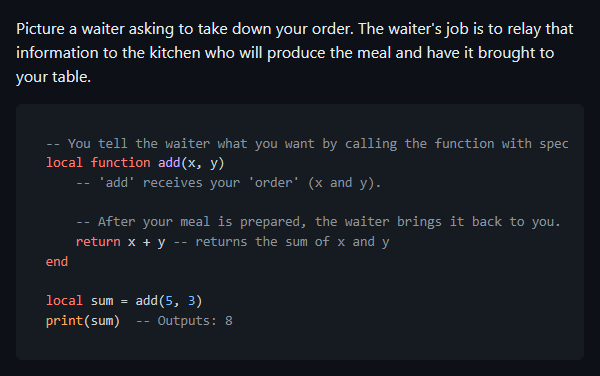 Picture a waiter asking to take down your order. The waiter's job is to relay that
information to the kitchen who will produce the meal and have it brought to
your table.
-- You tell the waiter what you want by calling the function with spec
local function add(x, y)
-- 'add' receives your 'order' (x and y).
-- After your meal is prepared, the waiter brings it back to you.
return x + y -- returns the sum of x and y
end
local sum = add(5, 3)
print(sum)  -- Outputs: 8